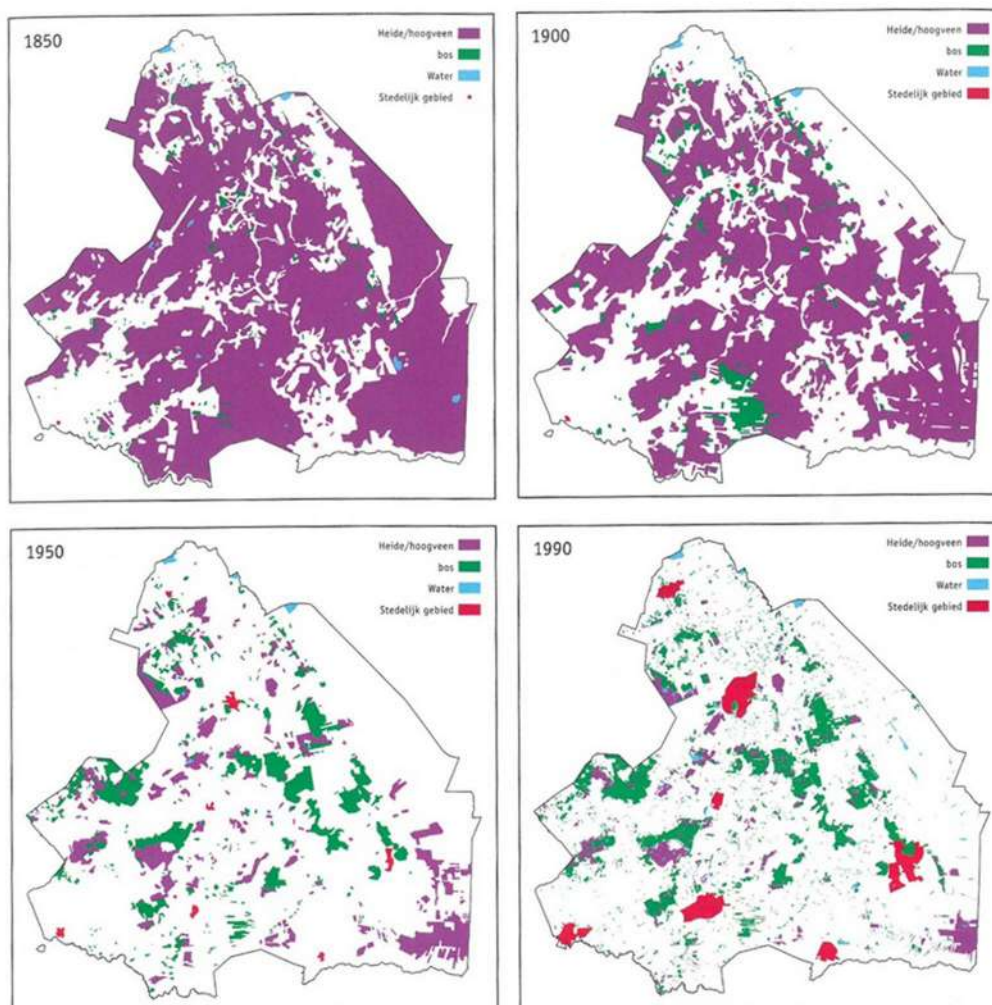 1850
Heide/hoogveen
bos
Water
Stedelijk gebied
1900
Heide/hoogveen
bos
Water
Stedelijk gebied
1950
Heide/hoogveen
bos
Water
Stedelijk gebied
1990
Heide/hoogveen
bos
Water
Stedelijk gebied